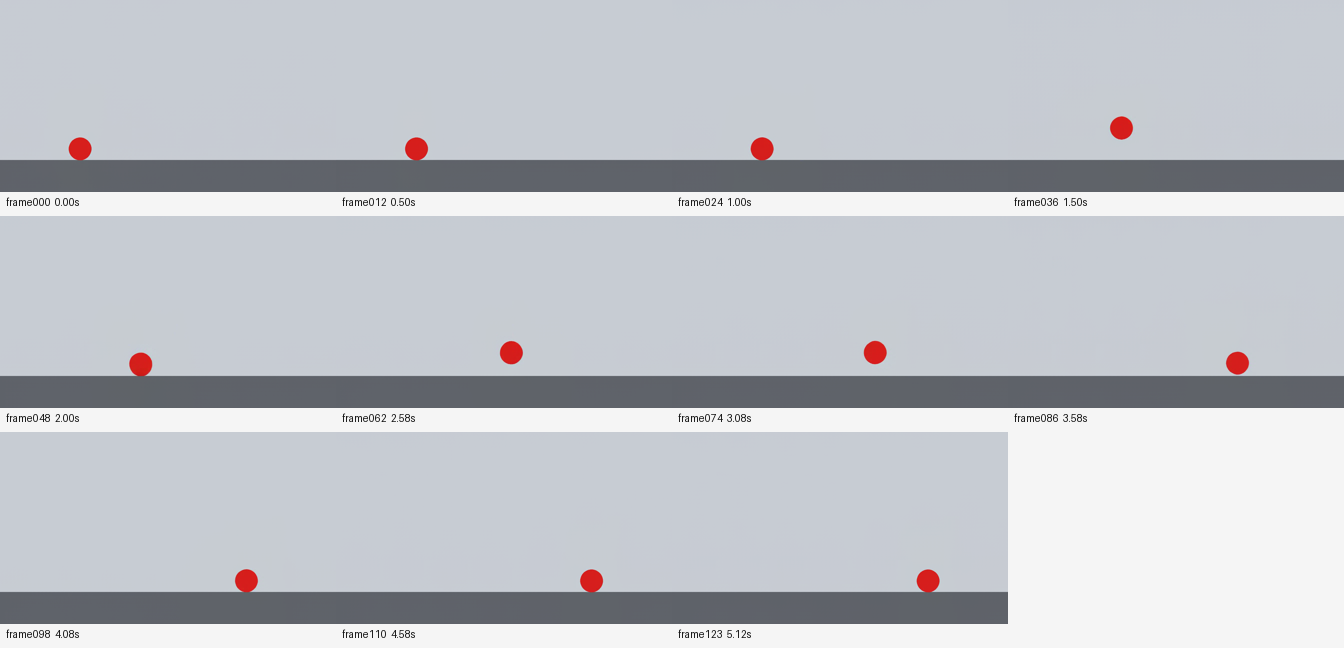 frame000 0.00s
frame012 0.50s
frame024 1.00s
frame036 1.50s
frame048 2.00s
frame062 2.58s
frame074 3.08s
frame086 3.58s
frame098 4.08s
frame110 4.58s
frame123 5.12s